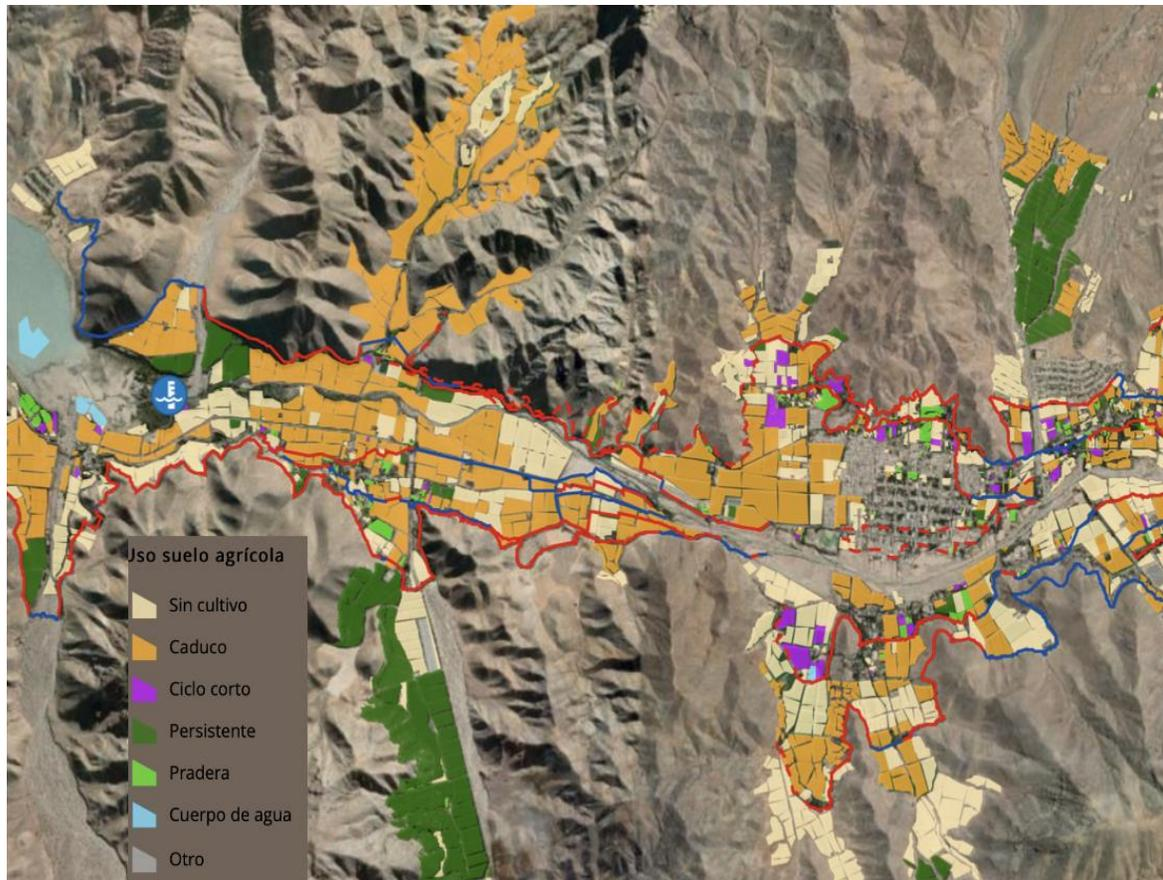 Uso suelo agrícola
Sin cultivo
Caduco
Ciclo corto
Persistente
Pradera
Cuerpo de agua
Otro